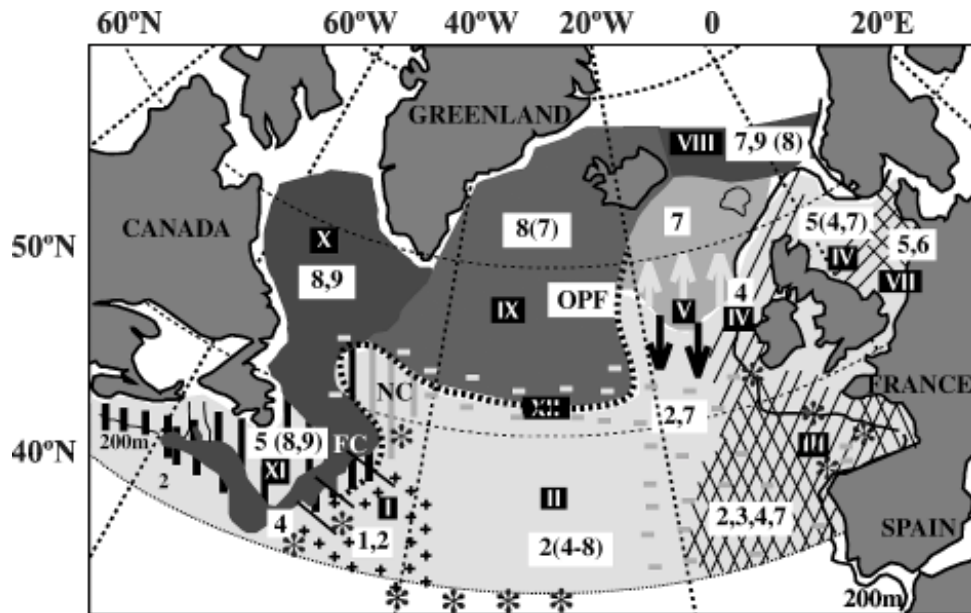 60ºN 60ºW 40ºW 20ºW 0 20ºE
GREENLAND
VIII 7,9 (8)
CANADA
50ºN
X
8(7)
7
5(4,7)
5,6
IV
VII
8,9
OPF
4
IX
V
IV
NC
XII
2,7
FRANCE
40ºN
200m
5 (8,9)
FC
XI
III
2
I
II
4
1,2
2(4-8)
2,3,4,7
SPAIN
200m